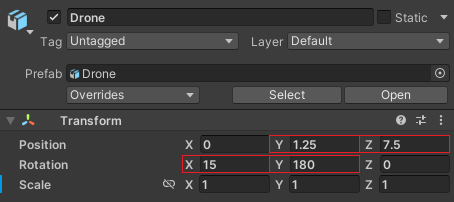 Drone
Static
Tag Untagged Layer Default
Prefab Drone
Overrides Select Open
Transform
Position X 0 Y 1.25 Z 7.5
Rotation X 15 Y 180 Z 0
Scale X 1 Y 1 Z 1